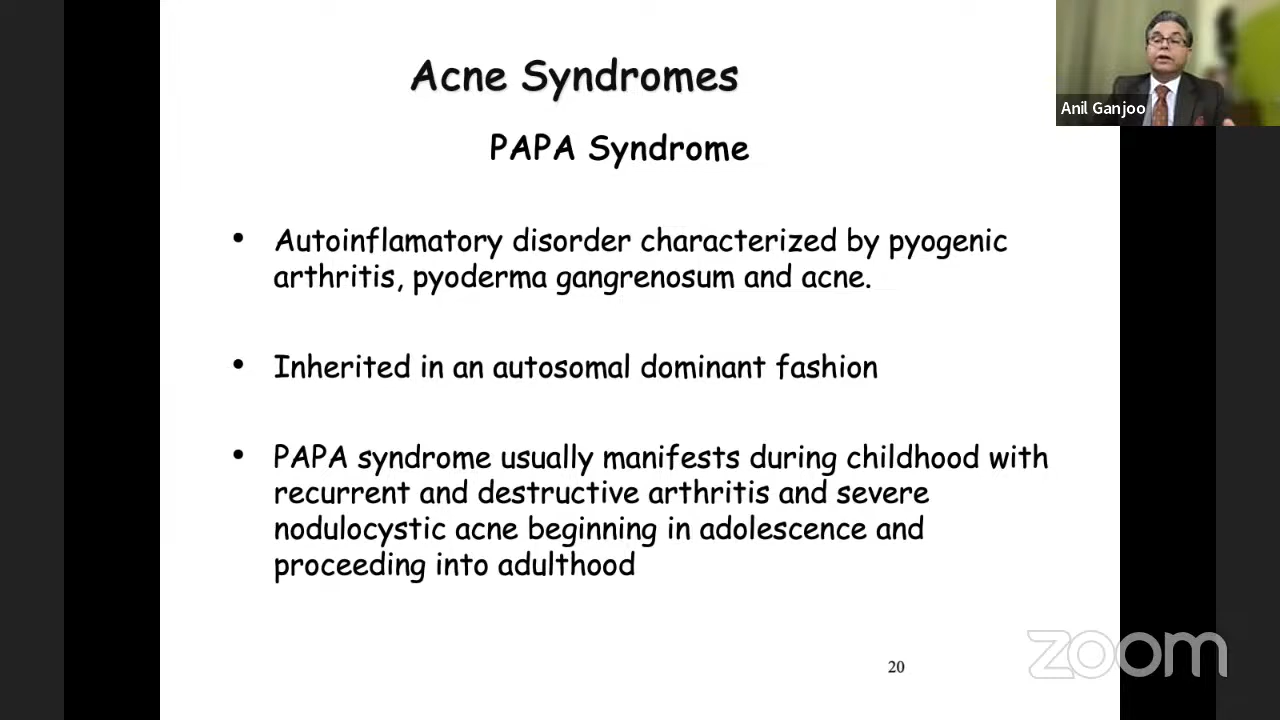 Acne Syndromes
Anil Ganjoo
PAPA Syndrome
• Autoinflamatory disorder characterized by pyogenic
arthritis, pyoderma gangrenosum and acne.
• Inherited in an autosomal dominant fashion
• PAPA syndrome usually manifests during childhood with
recurrent and destructive arthritis and severe
nodulocystic acne beginning in adolescence and
proceeding into adulthood
zoom
20